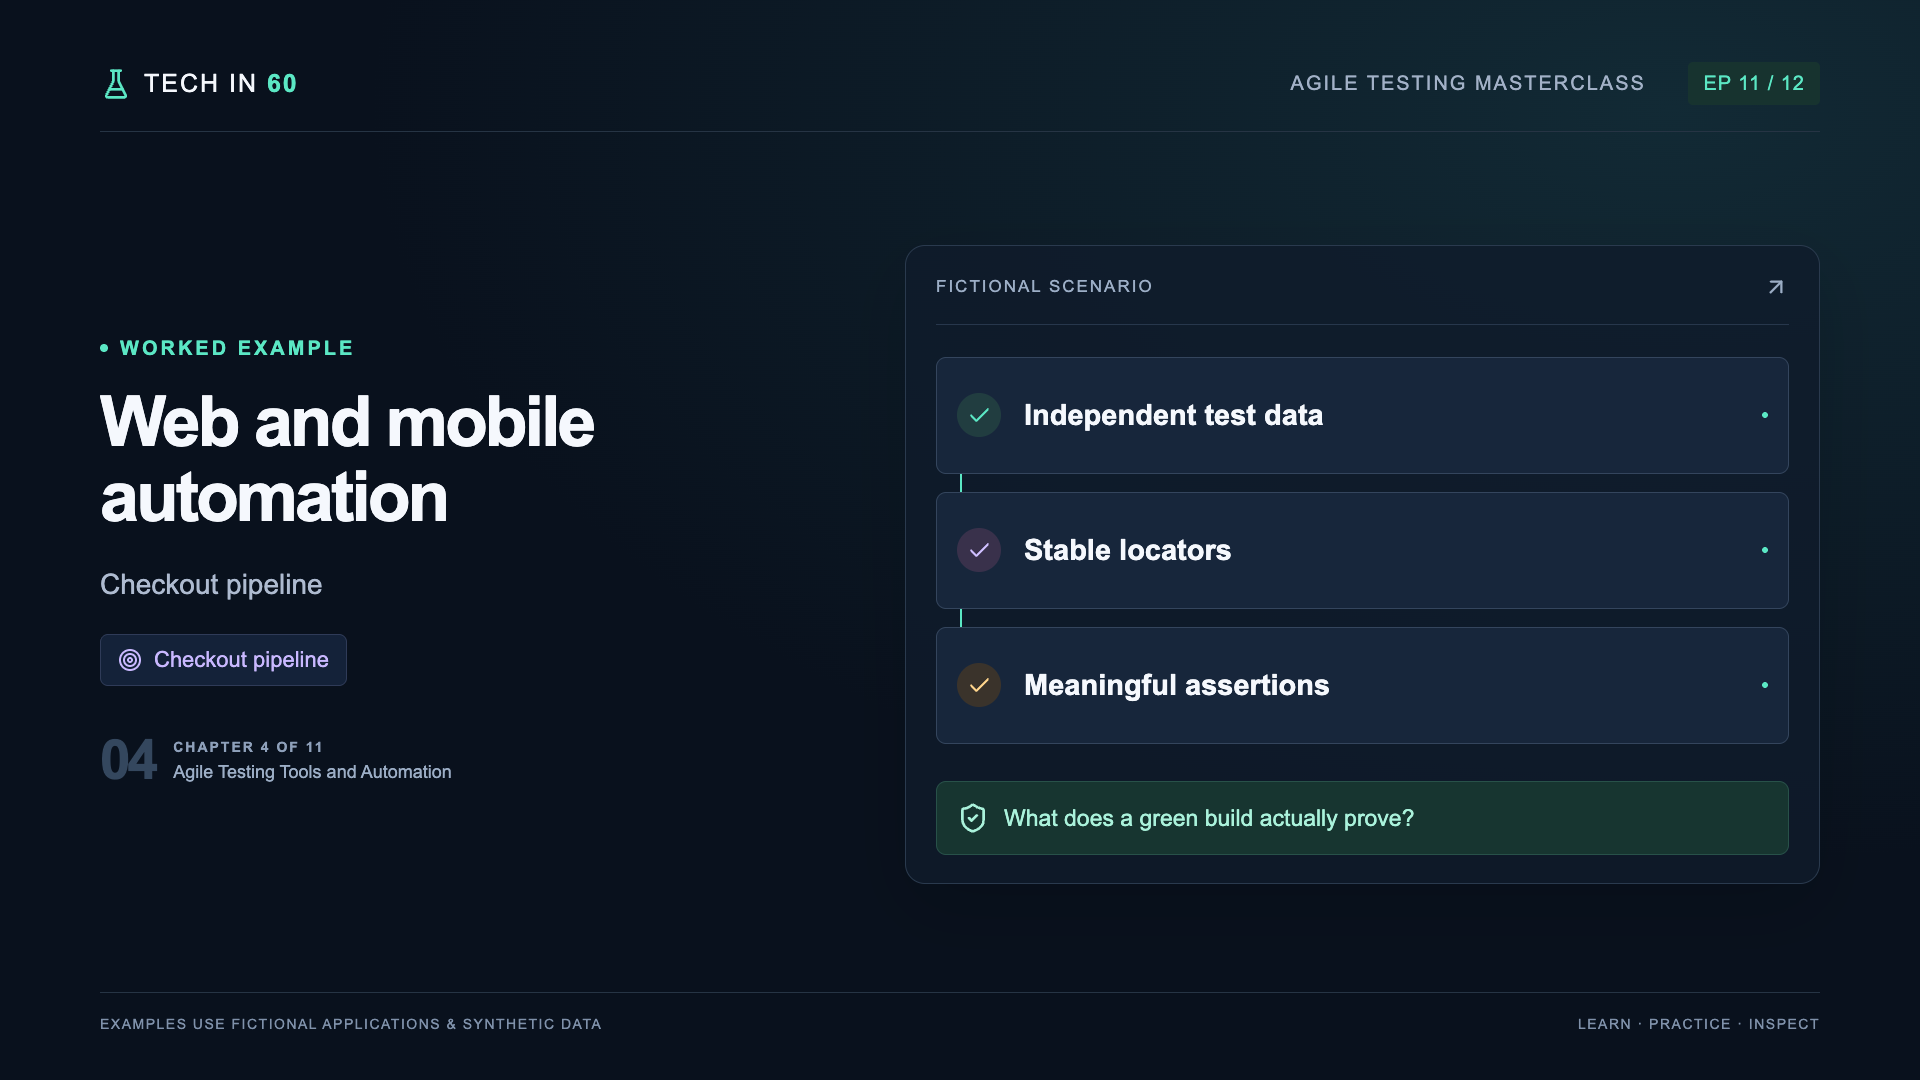 TECH IN 60
AGILE TESTING MASTERCLASS
EP 11 / 12
WORKED EXAMPLE
Web and mobile
automation
Checkout pipeline
Checkout pipeline
04
CHAPTER 4 OF 11
Agile Testing Tools and Automation
FICTIONAL SCENARIO
Independent test data
Stable locators
Meaningful assertions
What does a green build actually prove?
EXAMPLES USE FICTIONAL APPLICATIONS & SYNTHETIC DATA
LEARN · PRACTICE · INSPECT